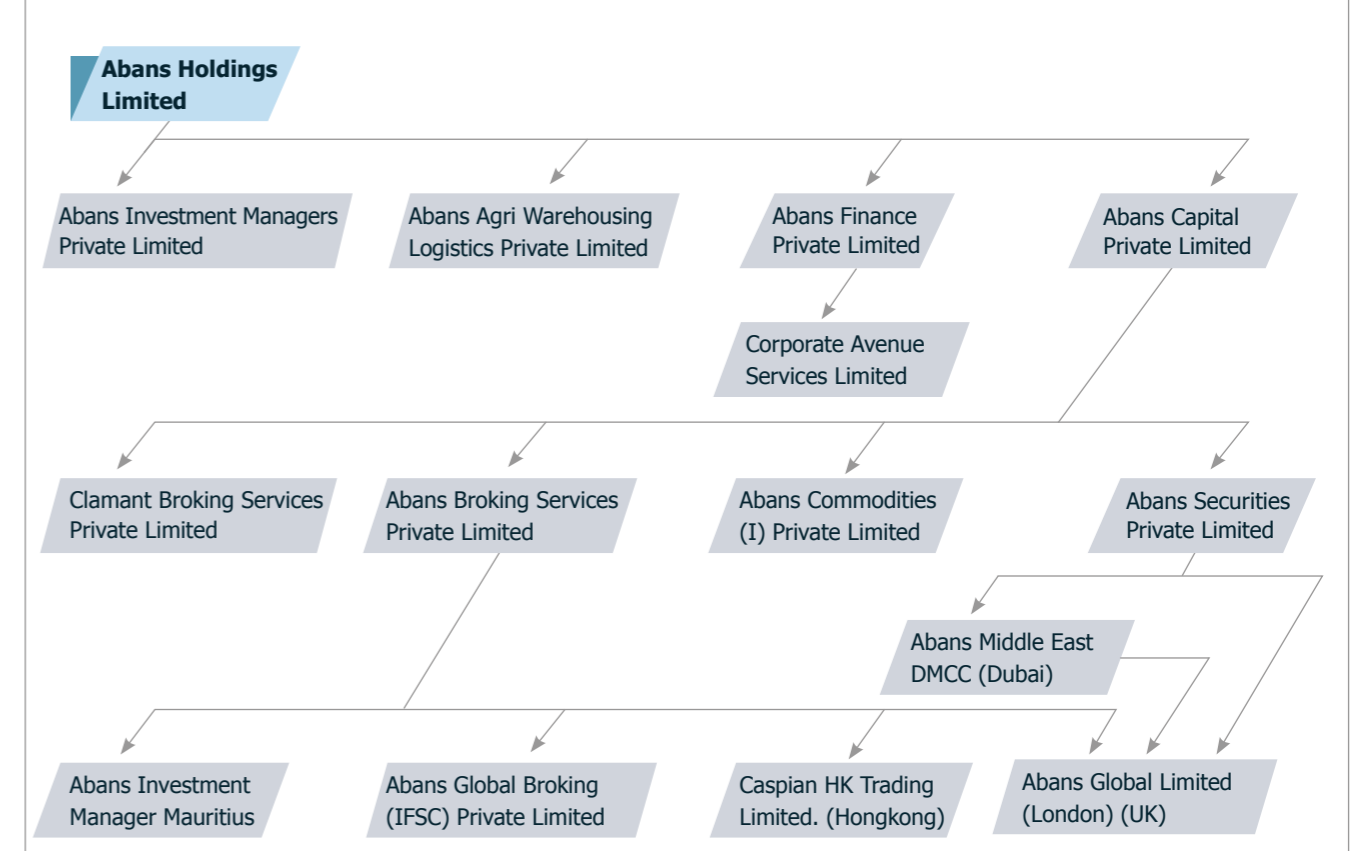 Abans Holdings
Limited
Abans Investment Managers
Private Limited
Abans Agri Warehousing
Logistics Private Limited
Abans Finance
Private Limited
Abans Capital
Private Limited
Corporate Avenue
Services Limited
Clamant Broking Services
Private Limited
Abans Broking Services
Private Limited
Abans Commodities
(I) Private Limited
Abans Securities
Private Limited
Abans Middle East
DMCC (Dubai)
Abans Investment
Manager Mauritius
Abans Global Broking
(IFSC) Private Limited
Caspian HK Trading
Limited. (Hongkong)
Abans Global Limited
(London) (UK)